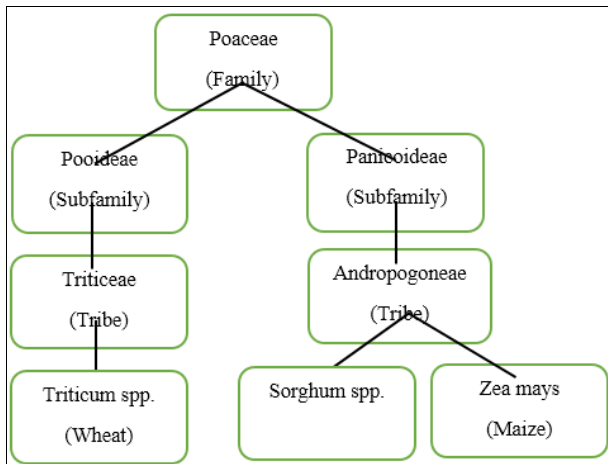 Poaceae
(Family)
Pooideae
(Subfamily)
Panicoideae
(Subfamily)
Triticeae
(Tribe)
Andropogoneae
(Tribe)
Triticum spp.
(Wheat)
Sorghum spp.
Zea mays
(Maize)